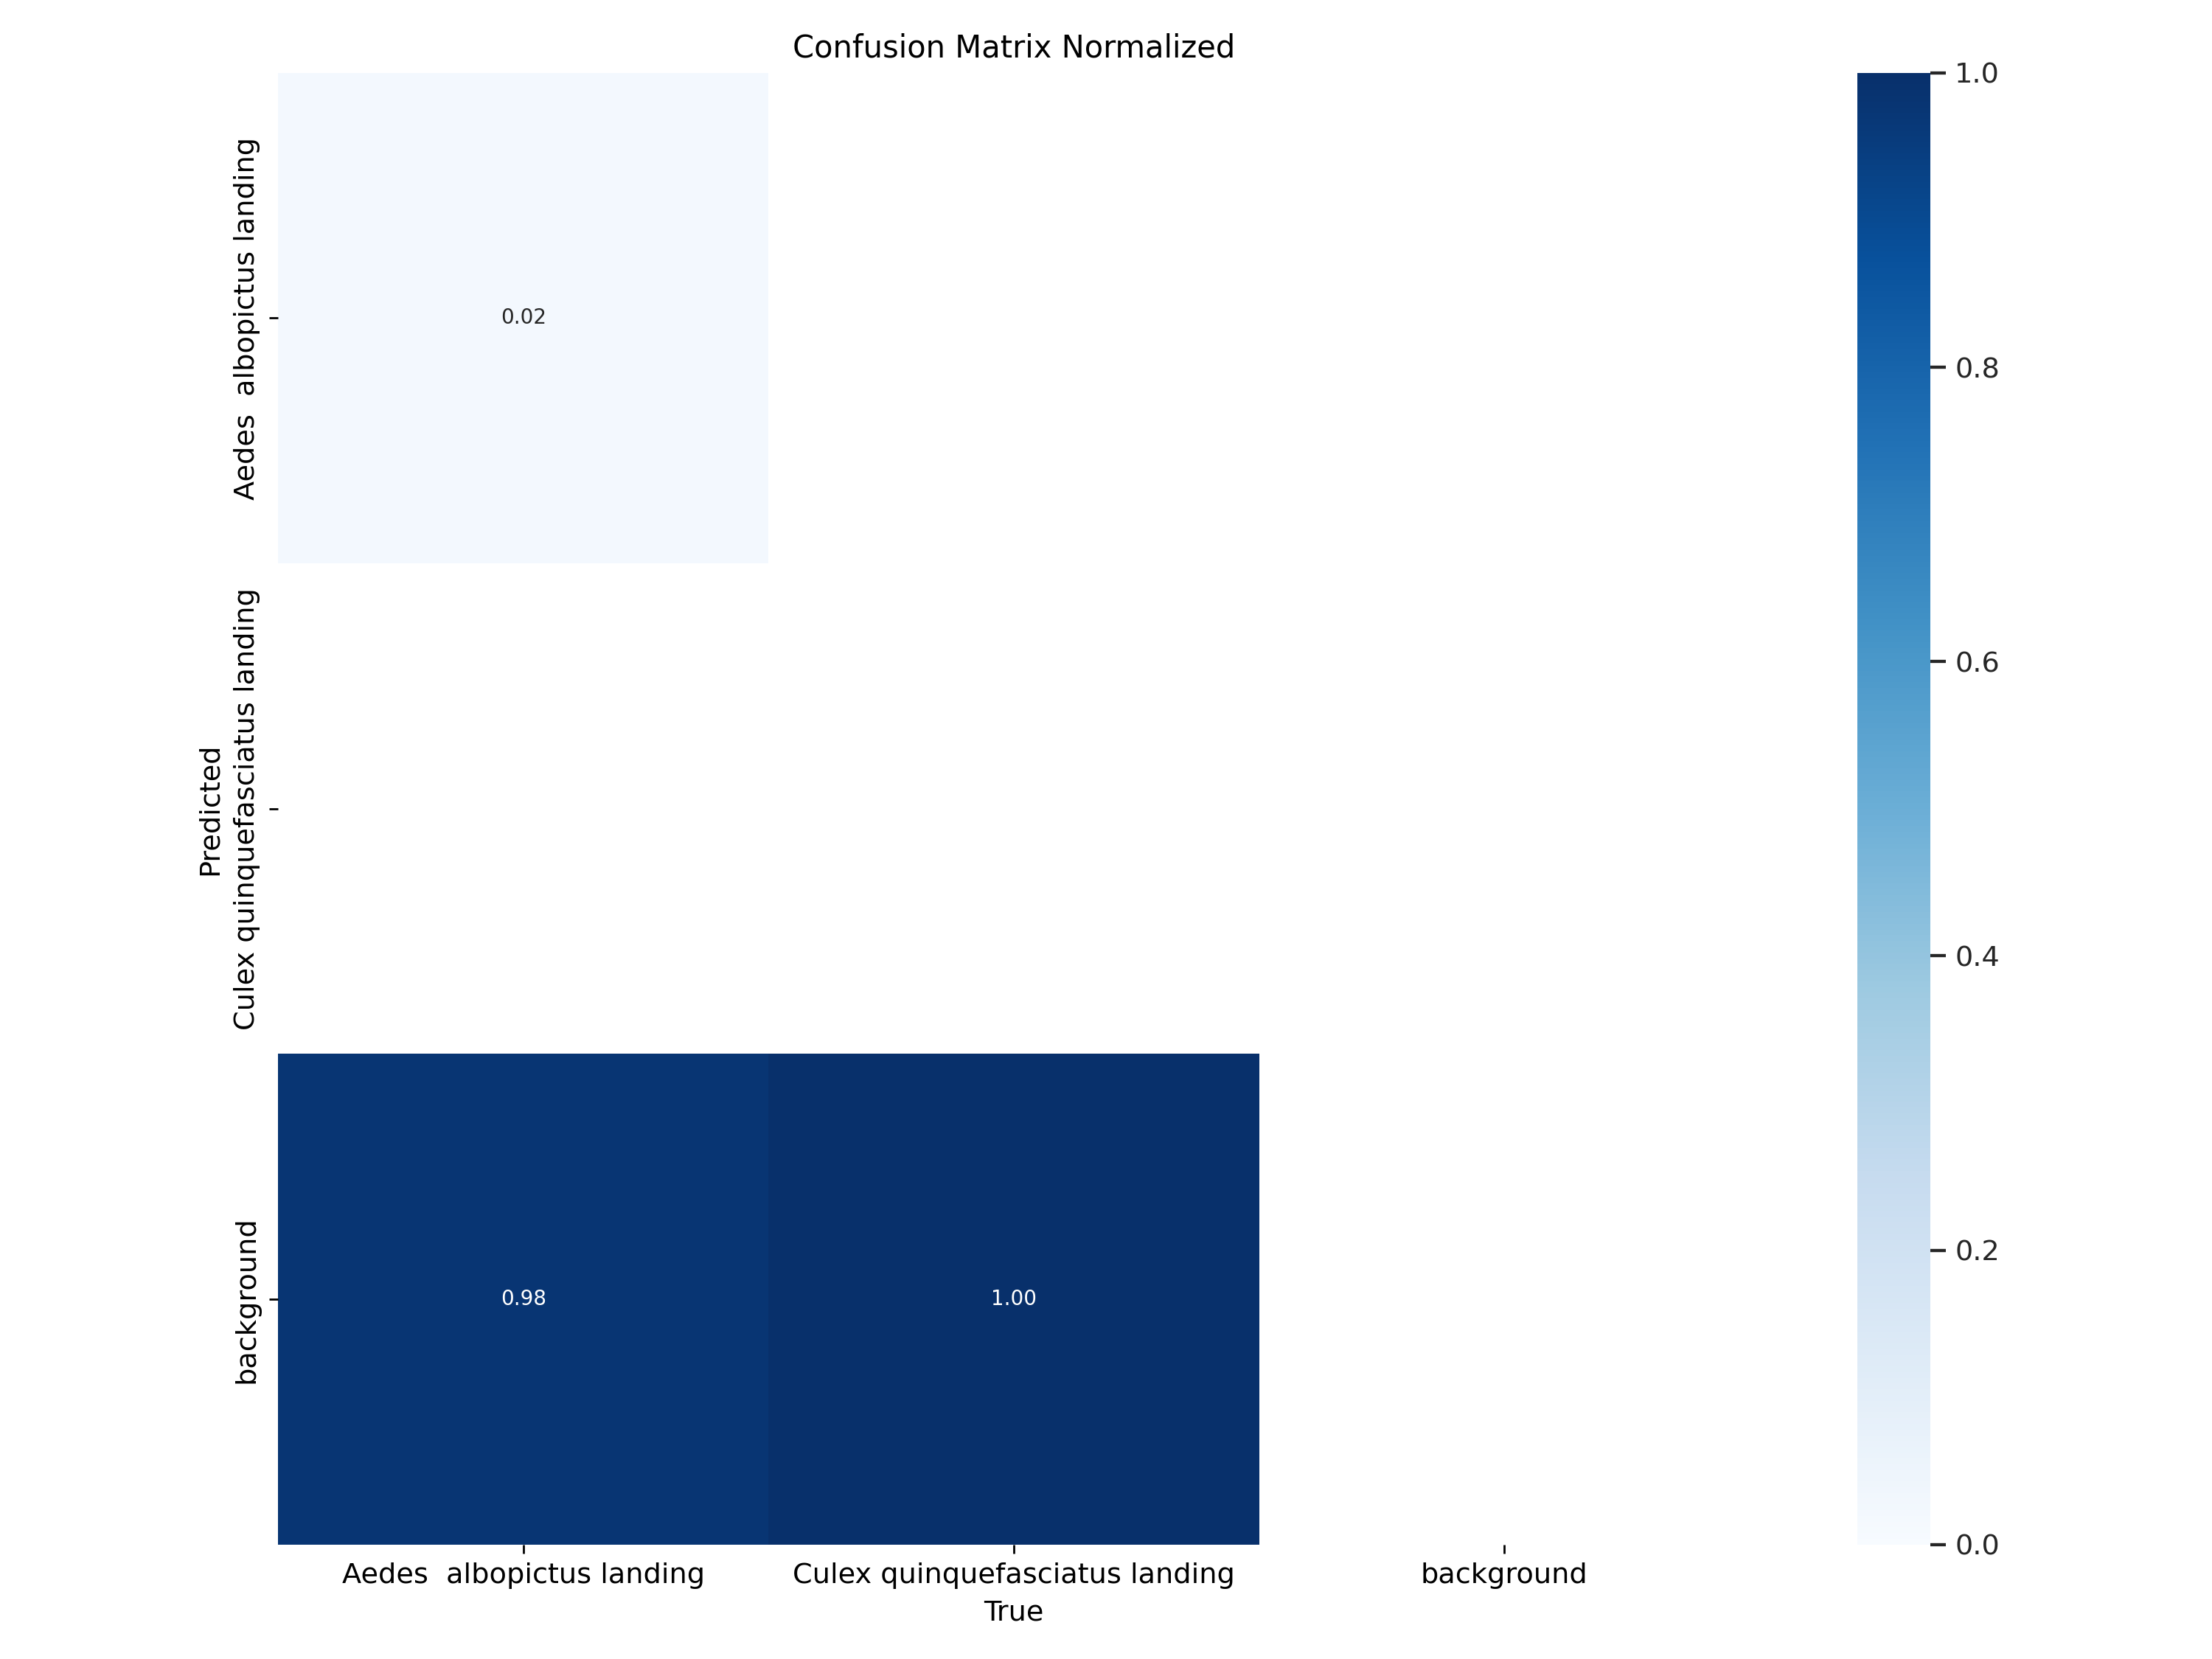 Confusion Matrix Normalized
Predicted
Aedes  albopictus landing
Culex quinquefasciatus landing
background
0.02
0.98
1.00
Aedes  albopictus landing
Culex quinquefasciatus landing
background
True
1.0
0.8
0.6
0.4
0.2
0.0